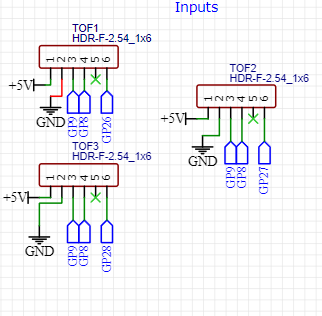 Inputs
TOF1
HDR-F-2.54_1x6
1 2 3 4 5 6
+5V
GND
GP9 GP8 GP26
TOF2
HDR-F-2.54_1x6
1 2 3 4 5 6
+5V
GND
GP9 GP8 GP27
TOF3
HDR-F-2.54_1x6
1 2 3 4 5 6
+5V
GND
GP9 GP8 GP28